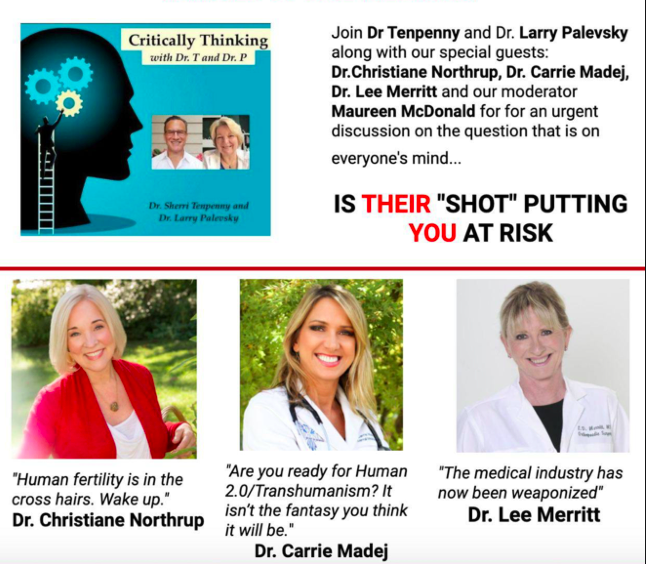 Critically Thinking
with Dr. T and Dr. P
Dr. Sherri Tenpenny and
Dr. Larry Palevsky
Join Dr Tenpenny and Dr. Larry Palevsky
along with our special guests:
Dr.Christiane Northrup, Dr. Carrie Madej,
Dr. Lee Merritt and our moderator
Maureen McDonald for for an urgent
discussion on the question that is on
everyone's mind...
IS THEIR "SHOT" PUTTING
YOU AT RISK
"Human fertility is in the
cross hairs. Wake up."
Dr. Christiane Northrup
"Are you ready for Human
2.0/Transhumanism? It
isn't the fantasy you think
it will be."
Dr. Carrie Madej
"The medical industry has
now been weaponized"
Dr. Lee Merritt